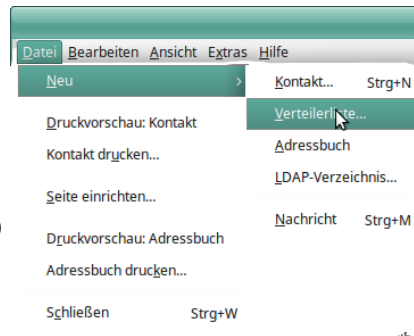 Datei Bearbeiten Ansicht Extras Hilfe
Neu
Druckvorschau: Kontakt
Kontakt drucken...
Seite einrichten...
Druckvorschau: Adressbuch
Adressbuch drucken...
Schließen Strg+W
Kontakt... Strg+N
Verteilerliste...
Adressbuch
LDAP-Verzeichnis...
Nachricht Strg+M